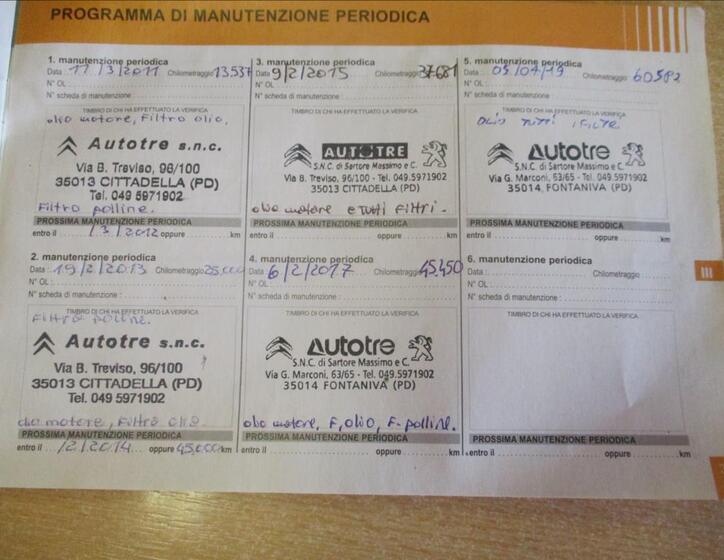 PROGRAMMA DI MANUTENZIONE PERIODICA
1. manutenzione periodica
Data : 11/3/2011 Chilometraggio 13537
N° OL :
N° scheda di manutenzione :
TIMBRO DI CHI HA EFFETTUATO LA VERIFICA
olio motore, Filtro olio,
Autotre s.n.c.
Via B. Treviso, 96/100
35013 CITTADELLA (PD)
Tel. 049 5971902
Filtro polline.
PROSSIMA MANUTENZIONE PERIODICA
entro il /3/2012 oppure km
2. manutenzione periodica
Data : 19/2/2013 Chilometraggio 25.000
N° OL :
N° scheda di manutenzione :
TIMBRO DI CHI HA EFFETTUATO LA VERIFICA
Filtro polline.
Autotre s.n.c.
Via B. Treviso, 96/100
35013 CITTADELLA (PD)
Tel. 049 5971902
olio motore, Filtro olio
PROSSIMA MANUTENZIONE PERIODICA
entro il /2/2014 oppure 45.000 km
3. manutenzione periodica
Data : 9/2/2015 Chilometraggio 37681
N° OL :
N° scheda di manutenzione :
TIMBRO DI CHI HA EFFETTUATO LA VERIFICA
AUTOTRE
S.N.C. di Sartore Massimo e C.
Via B. Treviso, 96/100 - Tel. 049.5971902
35013 CITTADELLA (PD)
olio motore e tutti Filtri.
PROSSIMA MANUTENZIONE PERIODICA
entro il oppure km
4. manutenzione periodica
Data : 6/2/2017 Chilometraggio 45.450
N° OL :
N° scheda di manutenzione :
TIMBRO DI CHI HA EFFETTUATO LA VERIFICA
Autotre
S.N.C. di Sartore Massimo e C.
Via G. Marconi, 63/65 - Tel. 049.5971902
35014 FONTANIVA (PD)
olio motore, F. olio, F. polline.
PROSSIMA MANUTENZIONE PERIODICA
entro il oppure km
5. manutenzione periodica
Data : 05/04/19 Chilometraggio 60582
N° OL :
N° scheda di manutenzione :
TIMBRO DI CHI HA EFFETTUATO LA VERIFICA
OLIO TUTTI i FILTRI
Autotre
S.N.C. di Sartore Massimo e C.
Via G. Marconi, 63/65 - Tel. 049.5971902
35014 FONTANIVA (PD)
PROSSIMA MANUTENZIONE PERIODICA
entro il oppure km
6. manutenzione periodica
Data : Chilometraggio
N° OL :
N° scheda di manutenzione :
TIMBRO DI CHI HA EFFETTUATO LA VERIFICA
PROSSIMA MANUTENZIONE PERIODICA
entro il oppure km
III